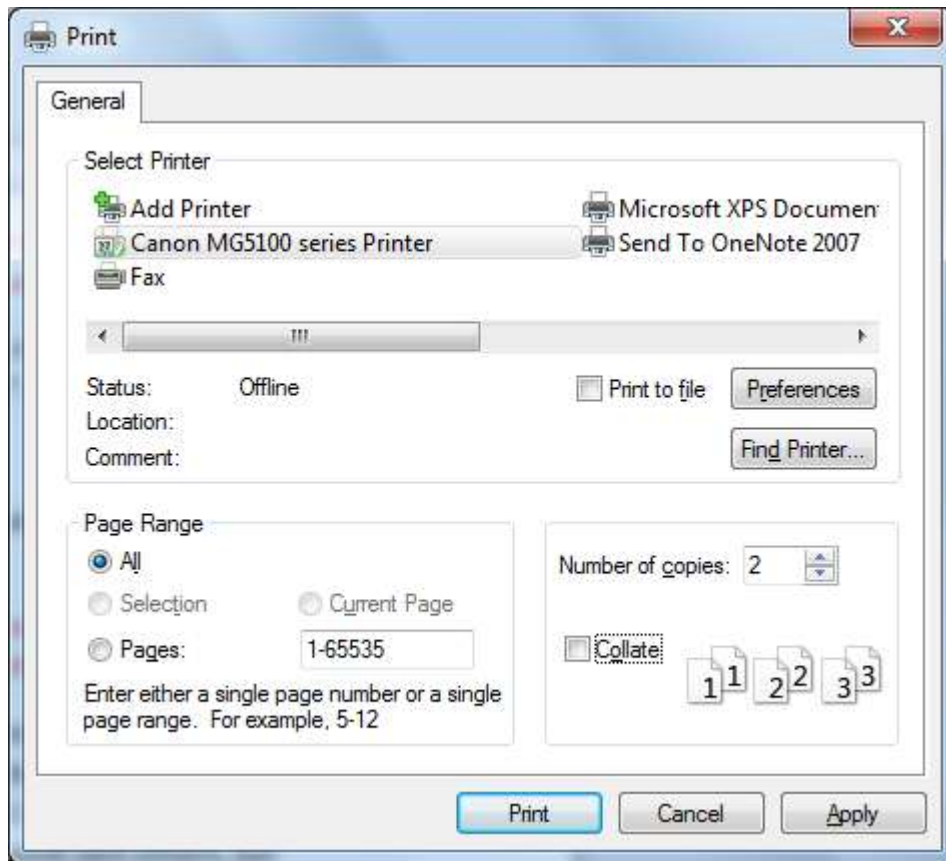 Print
General
Select Printer
Add Printer
Microsoft XPS Documen
Canon MG5100 series Printer
Send To OneNote 2007
Fax
Status: Offline
Print to file
Preferences
Location:
Comment:
Find Printer...
Page Range
All
Selection
Current Page
Pages: 1-65535
Enter either a single page number or a single
page range. For example, 5-12
Number of copies: 2
Collate
1 1 2 2 3 3
Print
Cancel
Apply